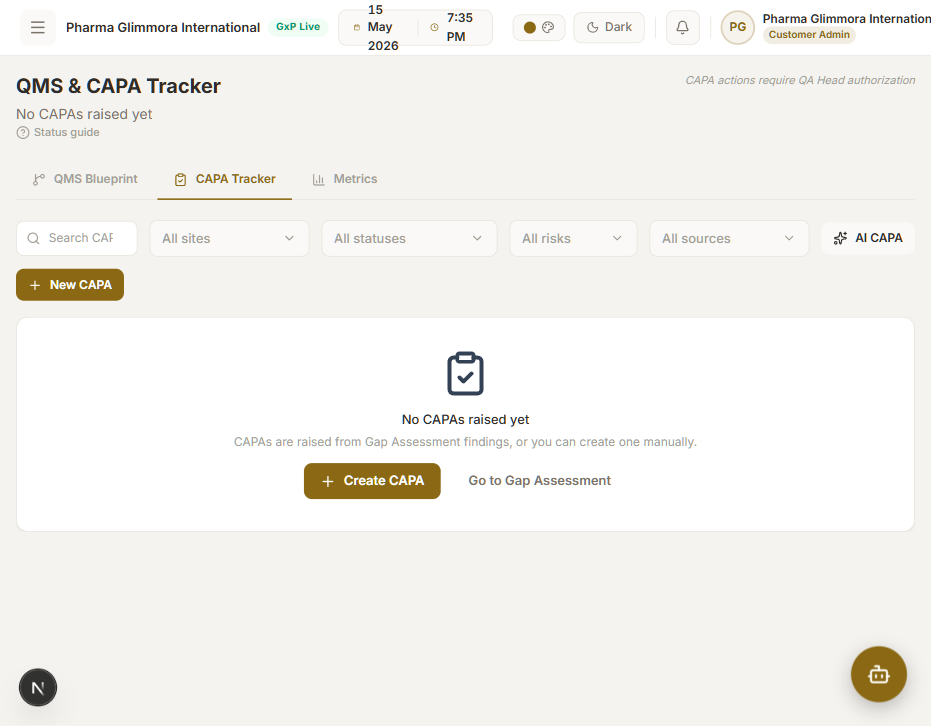 Pharma Glimmora International
GxP Live
15 May 2026
7:35 PM
Dark
PG
Pharma Glimmora Internation
Customer Admin
QMS & CAPA Tracker
CAPA actions require QA Head authorization
No CAPAs raised yet
Status guide
QMS Blueprint
CAPA Tracker
Metrics
Search CAP
All sites
All statuses
All risks
All sources
AI CAPA
New CAPA
No CAPAs raised yet
CAPAs are raised from Gap Assessment findings, or you can create one manually.
Create CAPA
Go to Gap Assessment
N